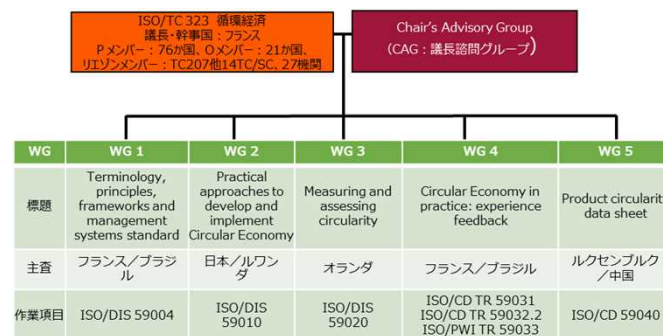 ISO/TC 323 循環経済
議長・幹事国：フランス
Pメンバー：76か国、Oメンバー：21か国、
リエゾンメンバー：TC207他14TC/SC、27機関
Chair's Advisory Group
(CAG：議長諮問グループ)
WG WG 1 WG 2 WG 3 WG 4 WG 5
標題
Terminology,
principles,
frameworks and
management
systems standard
Practical
approaches to
develop and
implement
Circular Economy
Measuring and
assessing
circularity
Circular Economy in
practice: experience
feedback
Product circularit
data sheet
主査
フランス／ブラジ
ル
日本／ルワン
ダ
オランダ
フランス／ブラジル
ルクセンブルク
／中国
作業項目
ISO/DIS 59004
ISO/DIS
59010
ISO/DIS
59020
ISO/CD TR 59031
ISO/CD TR 59032.2
ISO/PWI TR 59033
ISO/CD 59040